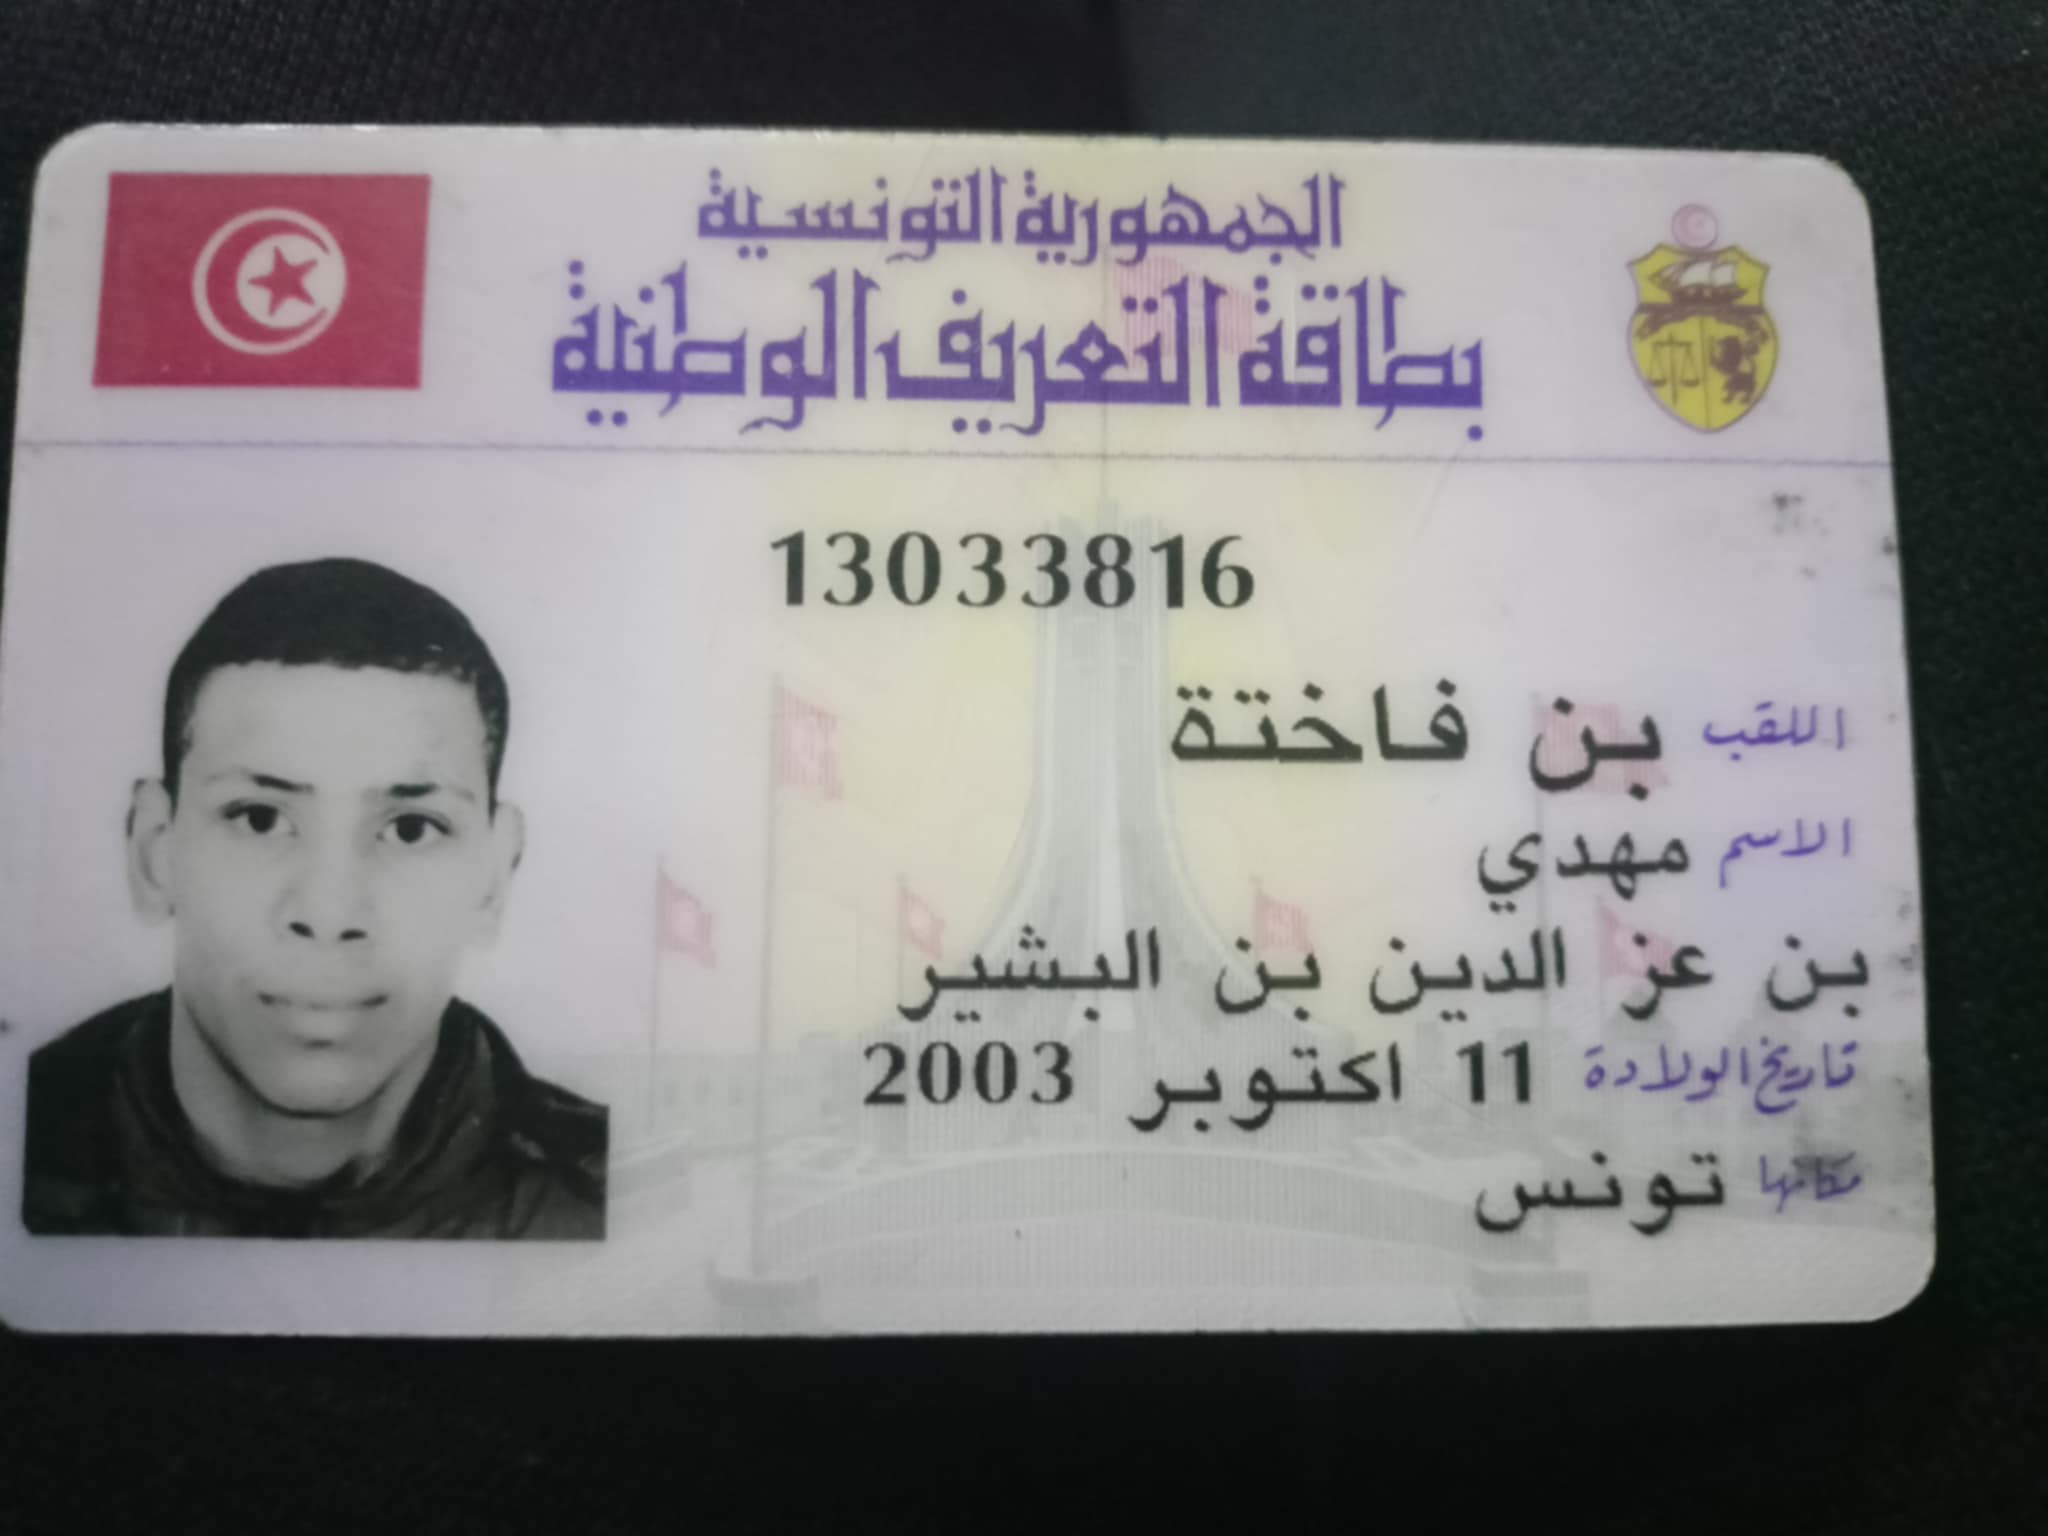 الجمهورية التونسية
بطاقة التعريف الوطنية
13033816
اللقب بن فاختة
الاسم مهدي
بن عز الدين بن البشير
تاريخ الولادة 11 اكتوبر 2003
مكانها تونس